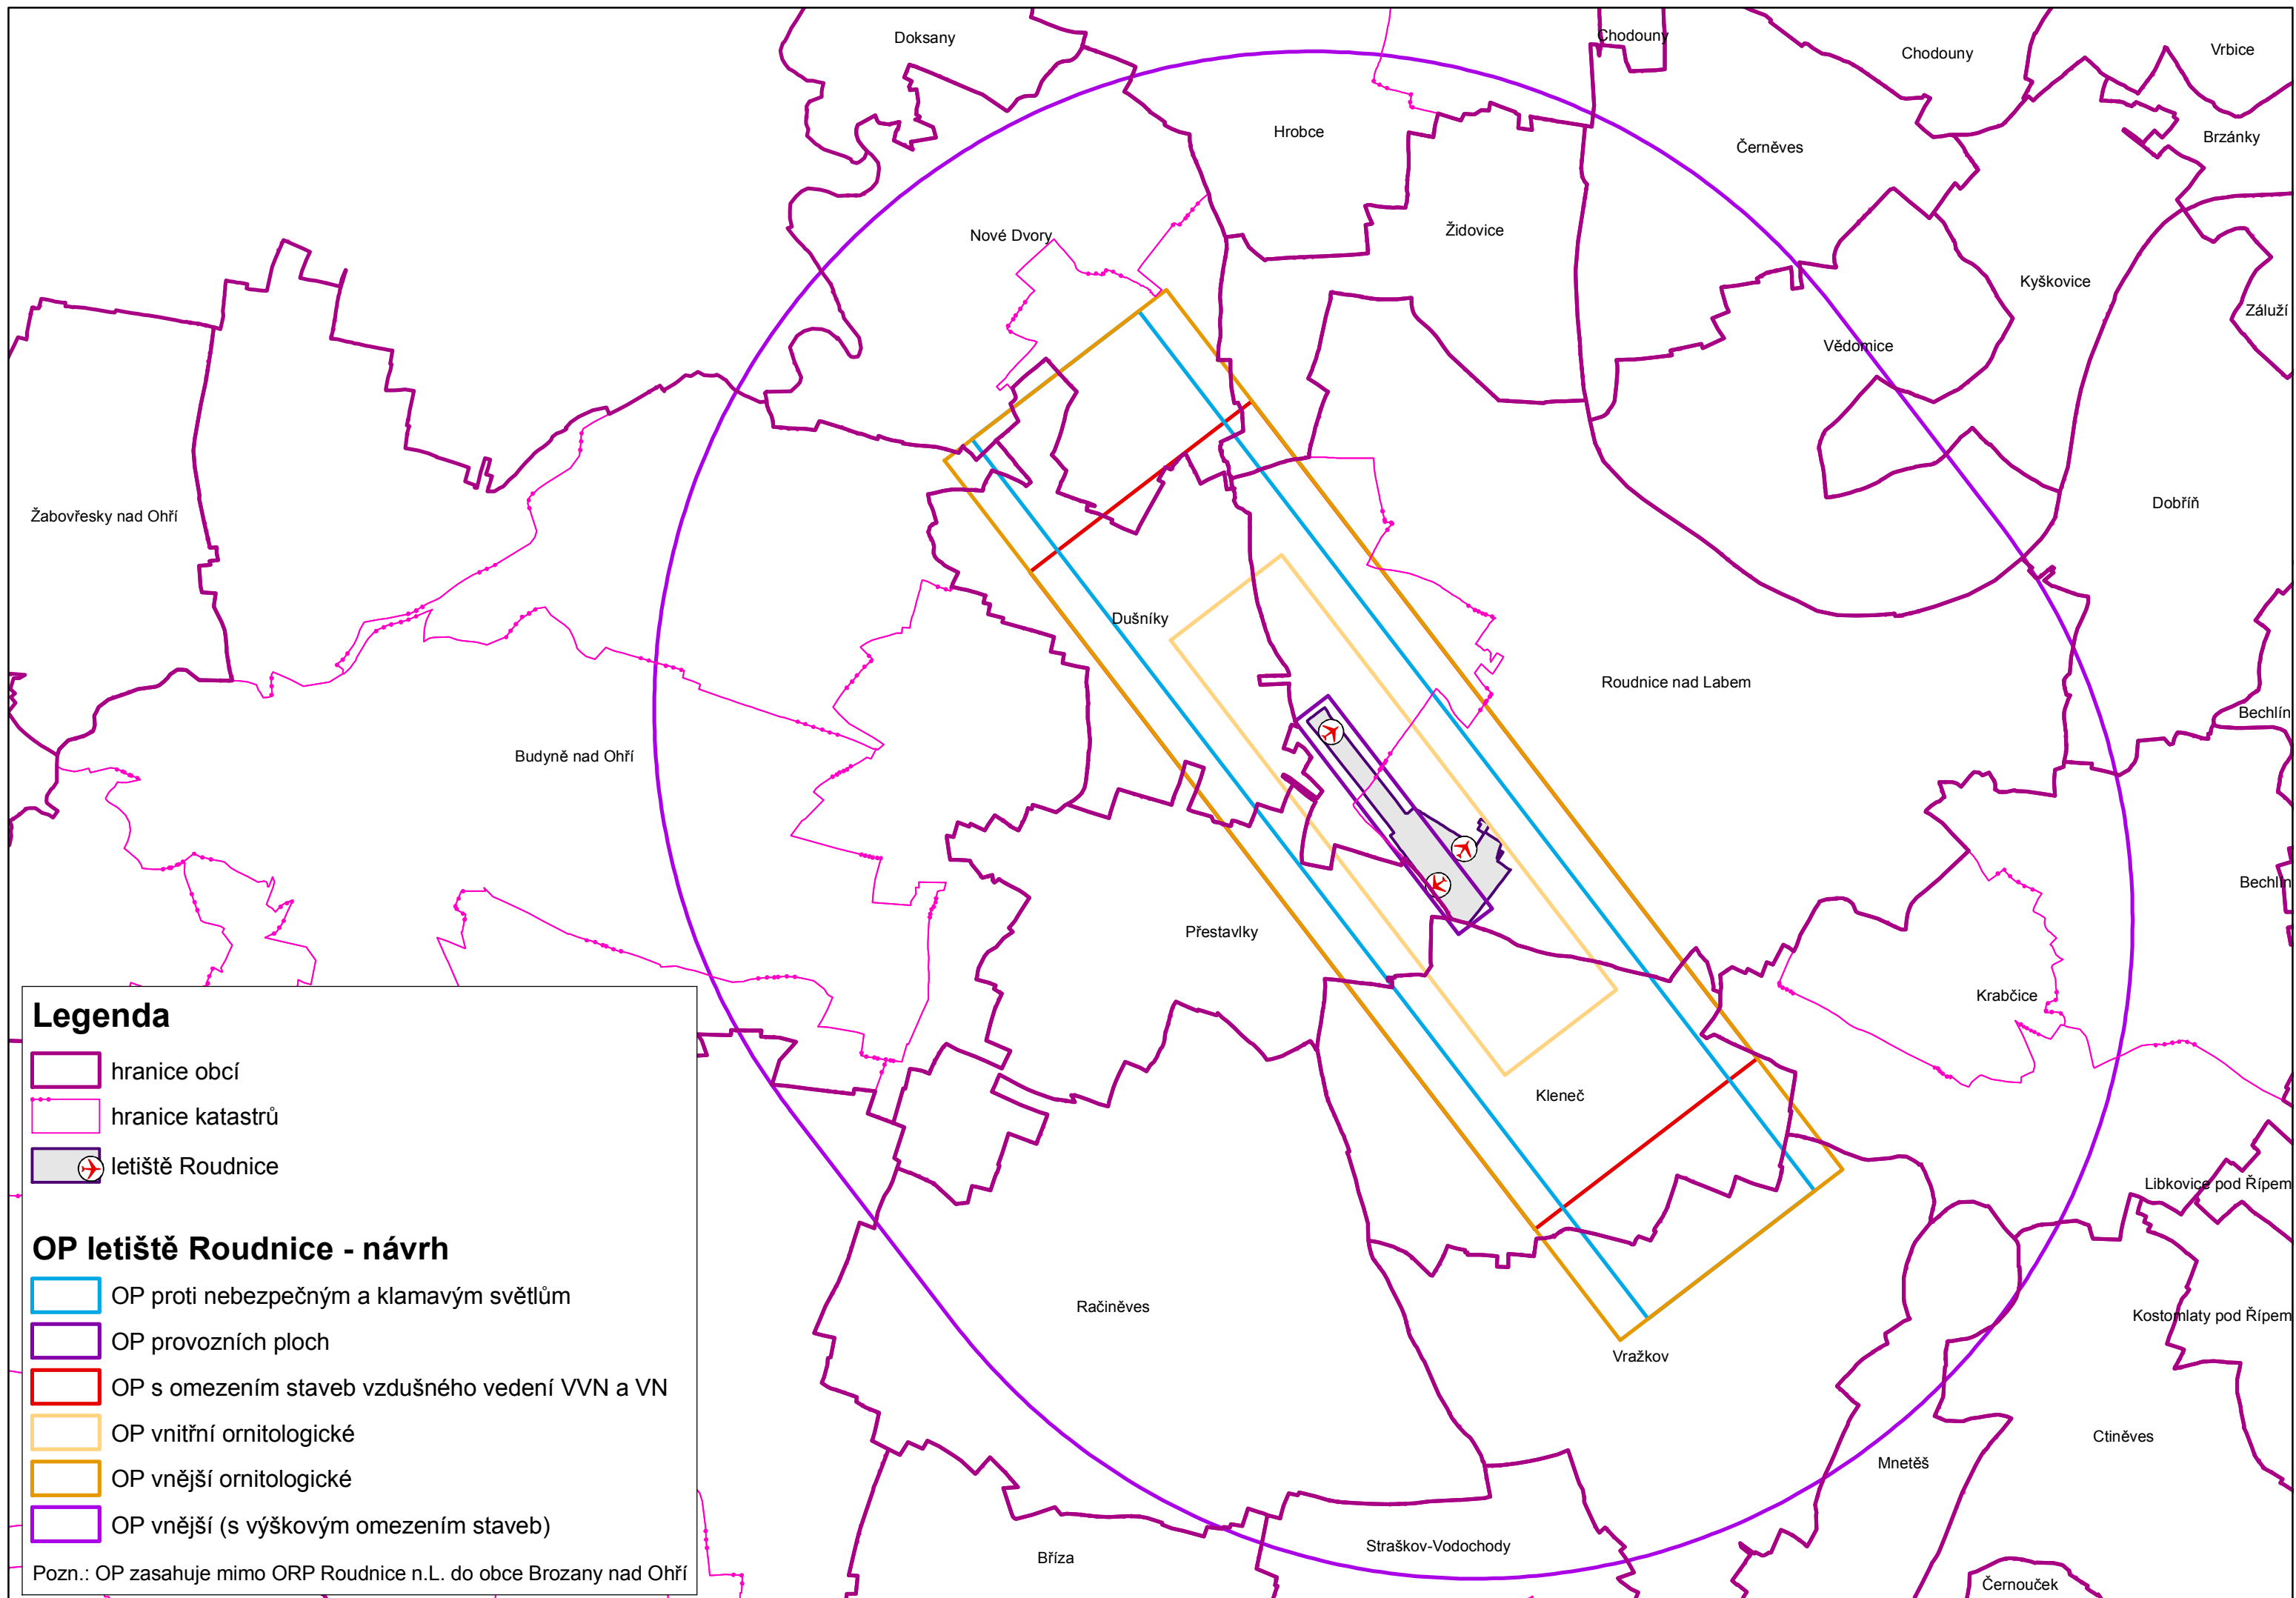 Doksany
Chodouny
Chodouny
Vrbice
Hrobce
Černěves
Brzánky
Nové Dvory
Židovice
Kyškovice
Záluží
Vědomice
Žabovřesky nad Ohří
Dobříň
Dušníky
Roudnice nad Labem
Bechlín
Budyně nad Ohří
Bechlín
Přestavlky
Krabčice
Kleneč
Libkovice pod Řípem
Račiněves
Kostomlaty pod Řípem
Vražkov
Ctiněves
Mnetěš
Straškov-Vodochody
Bříza
Černouček
Legenda
hranice obcí
hranice katastrů
letiště Roudnice
OP letiště Roudnice - návrh
OP proti nebezpečným a klamavým světlům
OP provozních ploch
OP s omezením staveb vzdušného vedení VVN a VN
OP vnitřní ornitologické
OP vnější ornitologické
OP vnější (s výškovým omezením staveb)
Pozn.: OP zasahuje mimo ORP Roudnice n.L. do obce Brozany nad Ohří